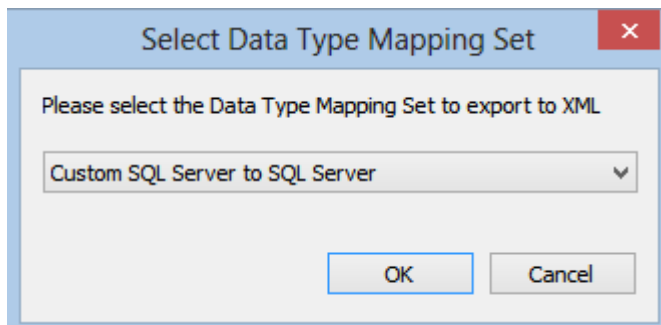 Select Data Type Mapping Set
Please select the Data Type Mapping Set to export to XML
Custom SQL Server to SQL Server
OK Cancel